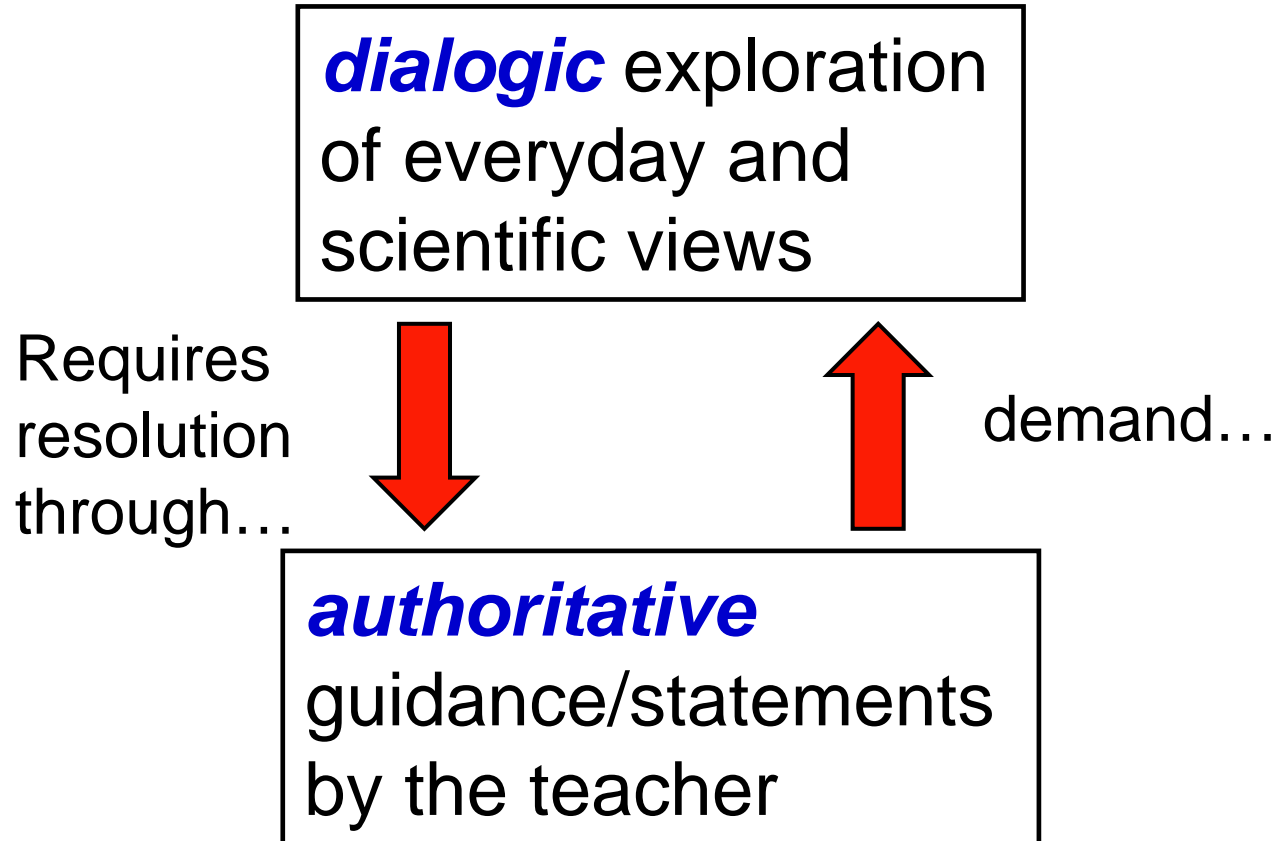 dialogic exploration
of everyday and
scientific views
Requires
resolution
through…
demand…
authoritative
guidance/statements
by the teacher